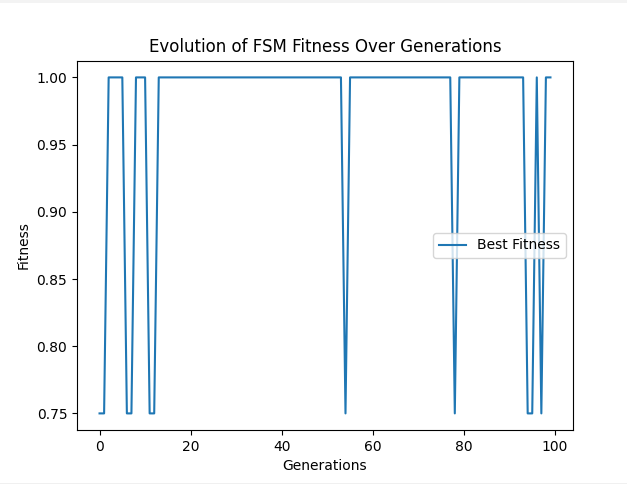 Evolution of FSM Fitness Over Generations
1.00
0.95
0.90
0.85
0.80
0.75
Fitness
Best Fitness
0 20 40 60 80 100
Generations